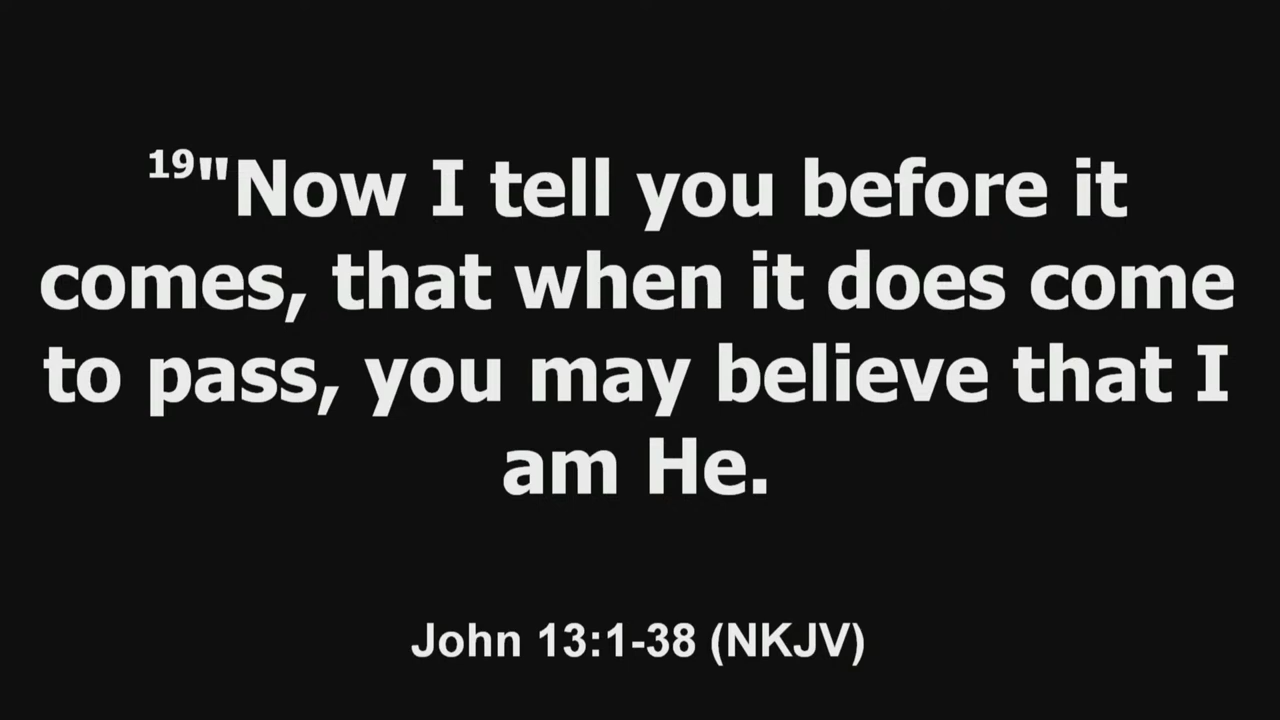 19"Now I tell you before it
comes, that when it does come
to pass, you may believe that I
am He.
John 13:1-38 (NKJV)